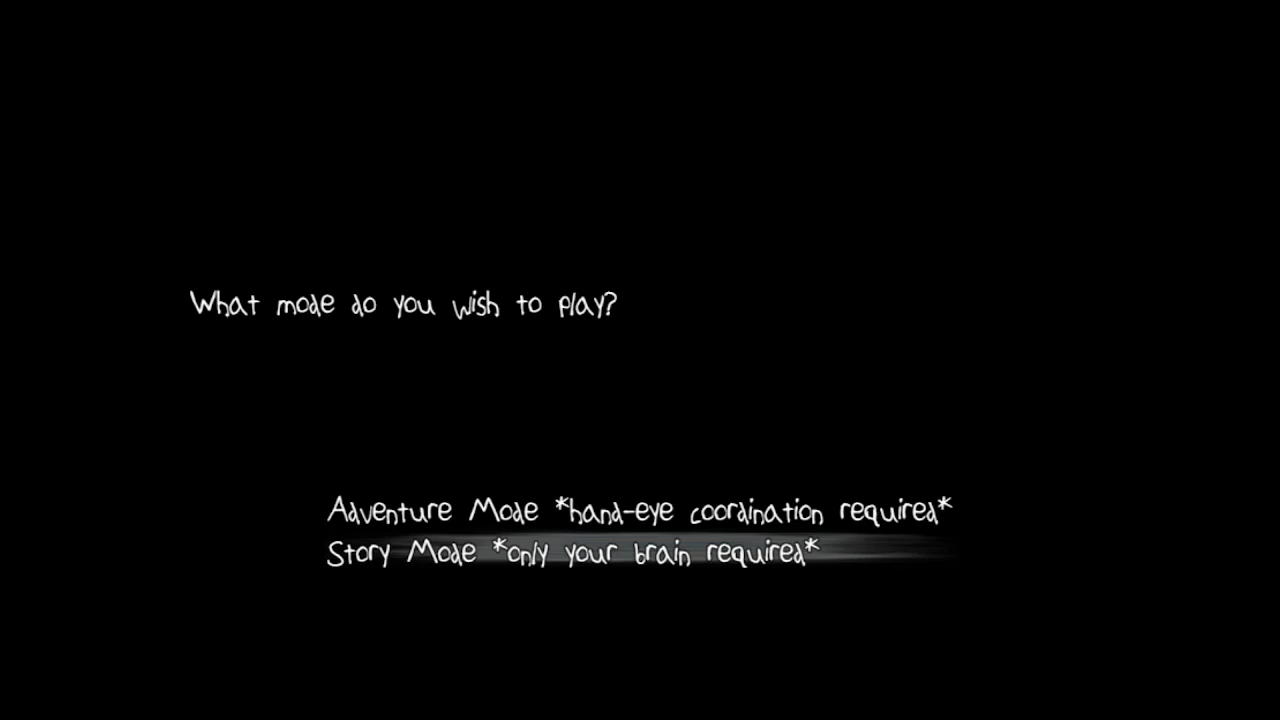 What mode do you wish to play?
Adventure Mode *hand-eye coordination required*
Story Mode *only your brain required*